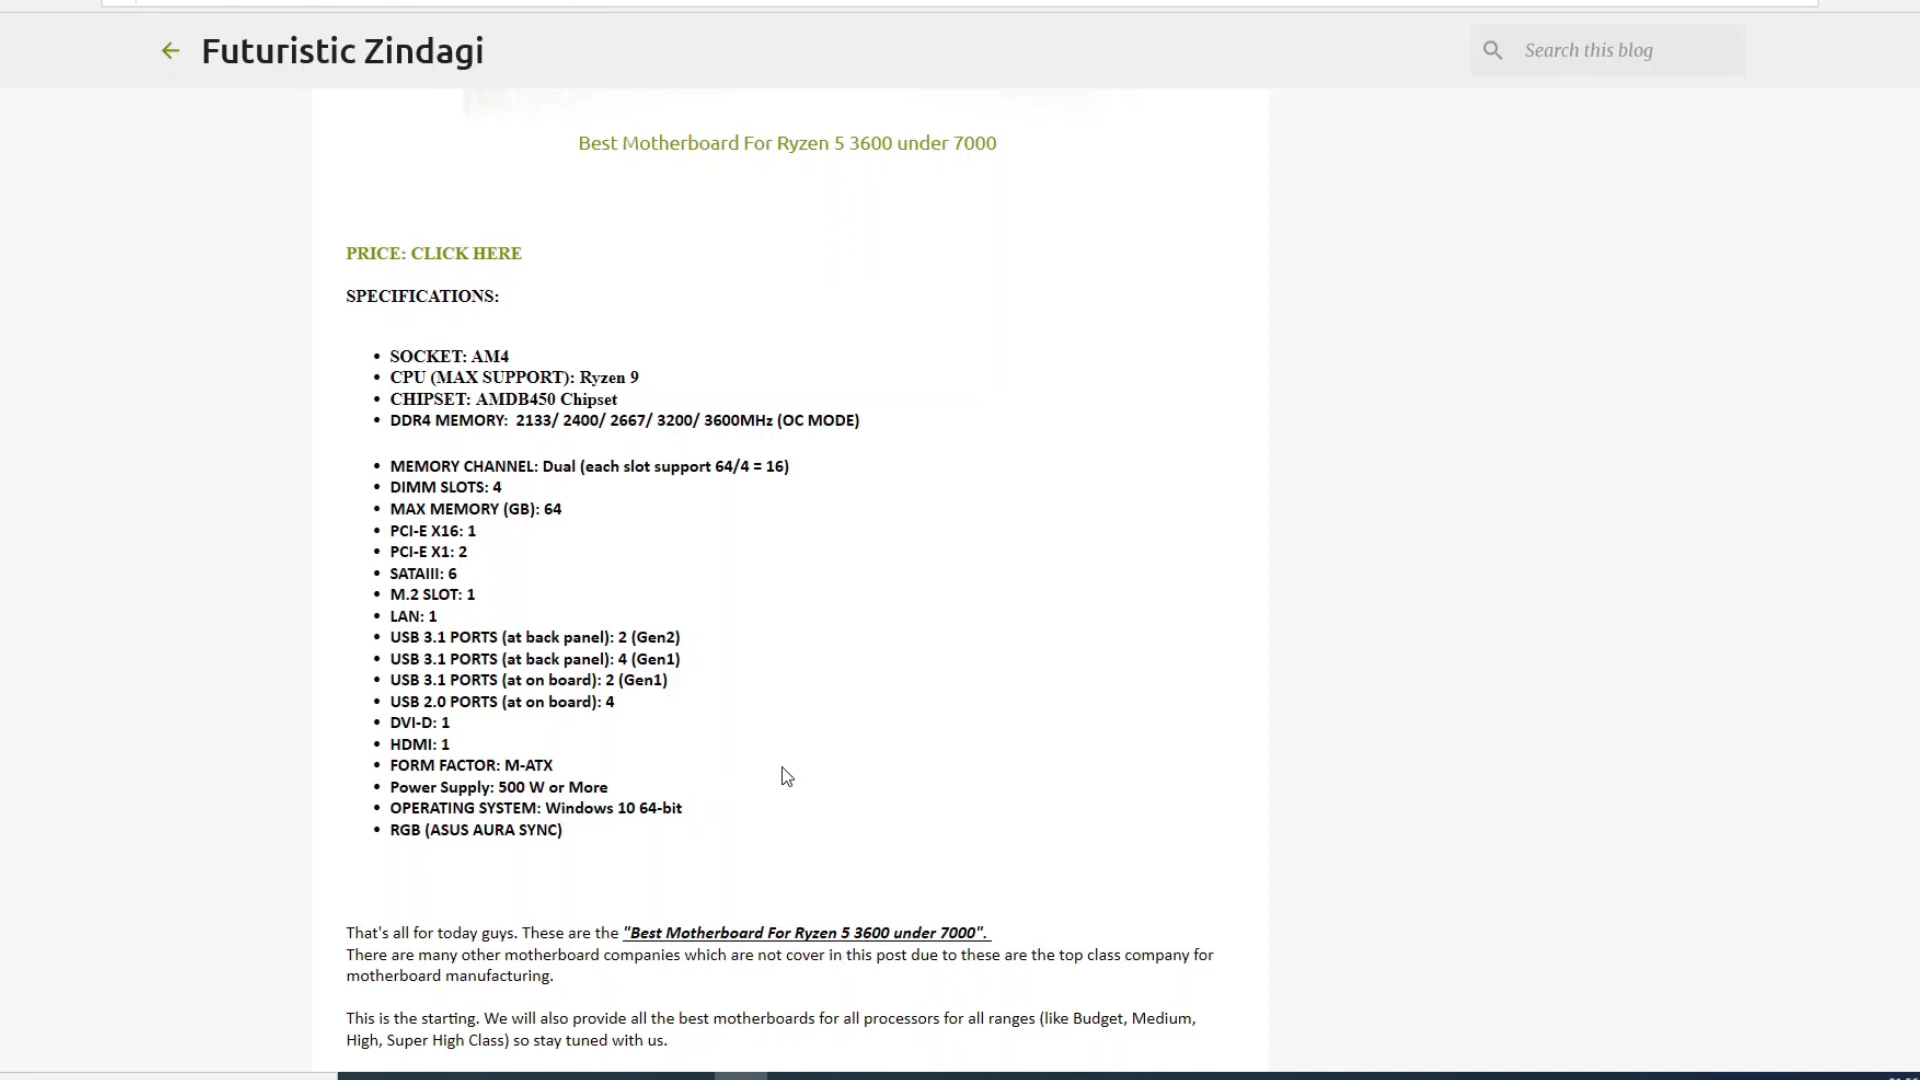 Futuristic Zindagi
Search this blog
Best Motherboard For Ryzen 5 3600 under 7000
PRICE: CLICK HERE
SPECIFICATIONS:
• SOCKET: AM4
• CPU (MAX SUPPORT): Ryzen 9
• CHIPSET: AMDB450 Chipset
• DDR4 MEMORY: 2133/ 2400/ 2667/ 3200/ 3600MHz (OC MODE)
• MEMORY CHANNEL: Dual (each slot support 64/4 = 16)
• DIMM SLOTS: 4
• MAX MEMORY (GB): 64
• PCI-E X16: 1
• PCI-E X1: 2
• SATAIII: 6
• M.2 SLOT: 1
• LAN: 1
• USB 3.1 PORTS (at back panel): 2 (Gen2)
• USB 3.1 PORTS (at back panel): 4 (Gen1)
• USB 3.1 PORTS (at on board): 2 (Gen1)
• USB 2.0 PORTS (at on board): 4
• DVI-D: 1
• HDMI: 1
• FORM FACTOR: M-ATX
• Power Supply: 500 W or More
• OPERATING SYSTEM: Windows 10 64-bit
• RGB (ASUS AURA SYNC)
That's all for today guys. These are the "Best Motherboard For Ryzen 5 3600 under 7000".
There are many other motherboard companies which are not cover in this post due to these are the top class company for
motherboard manufacturing.
This is the starting. We will also provide all the best motherboards for all processors for all ranges (like Budget, Medium,
High, Super High Class) so stay tuned with us.